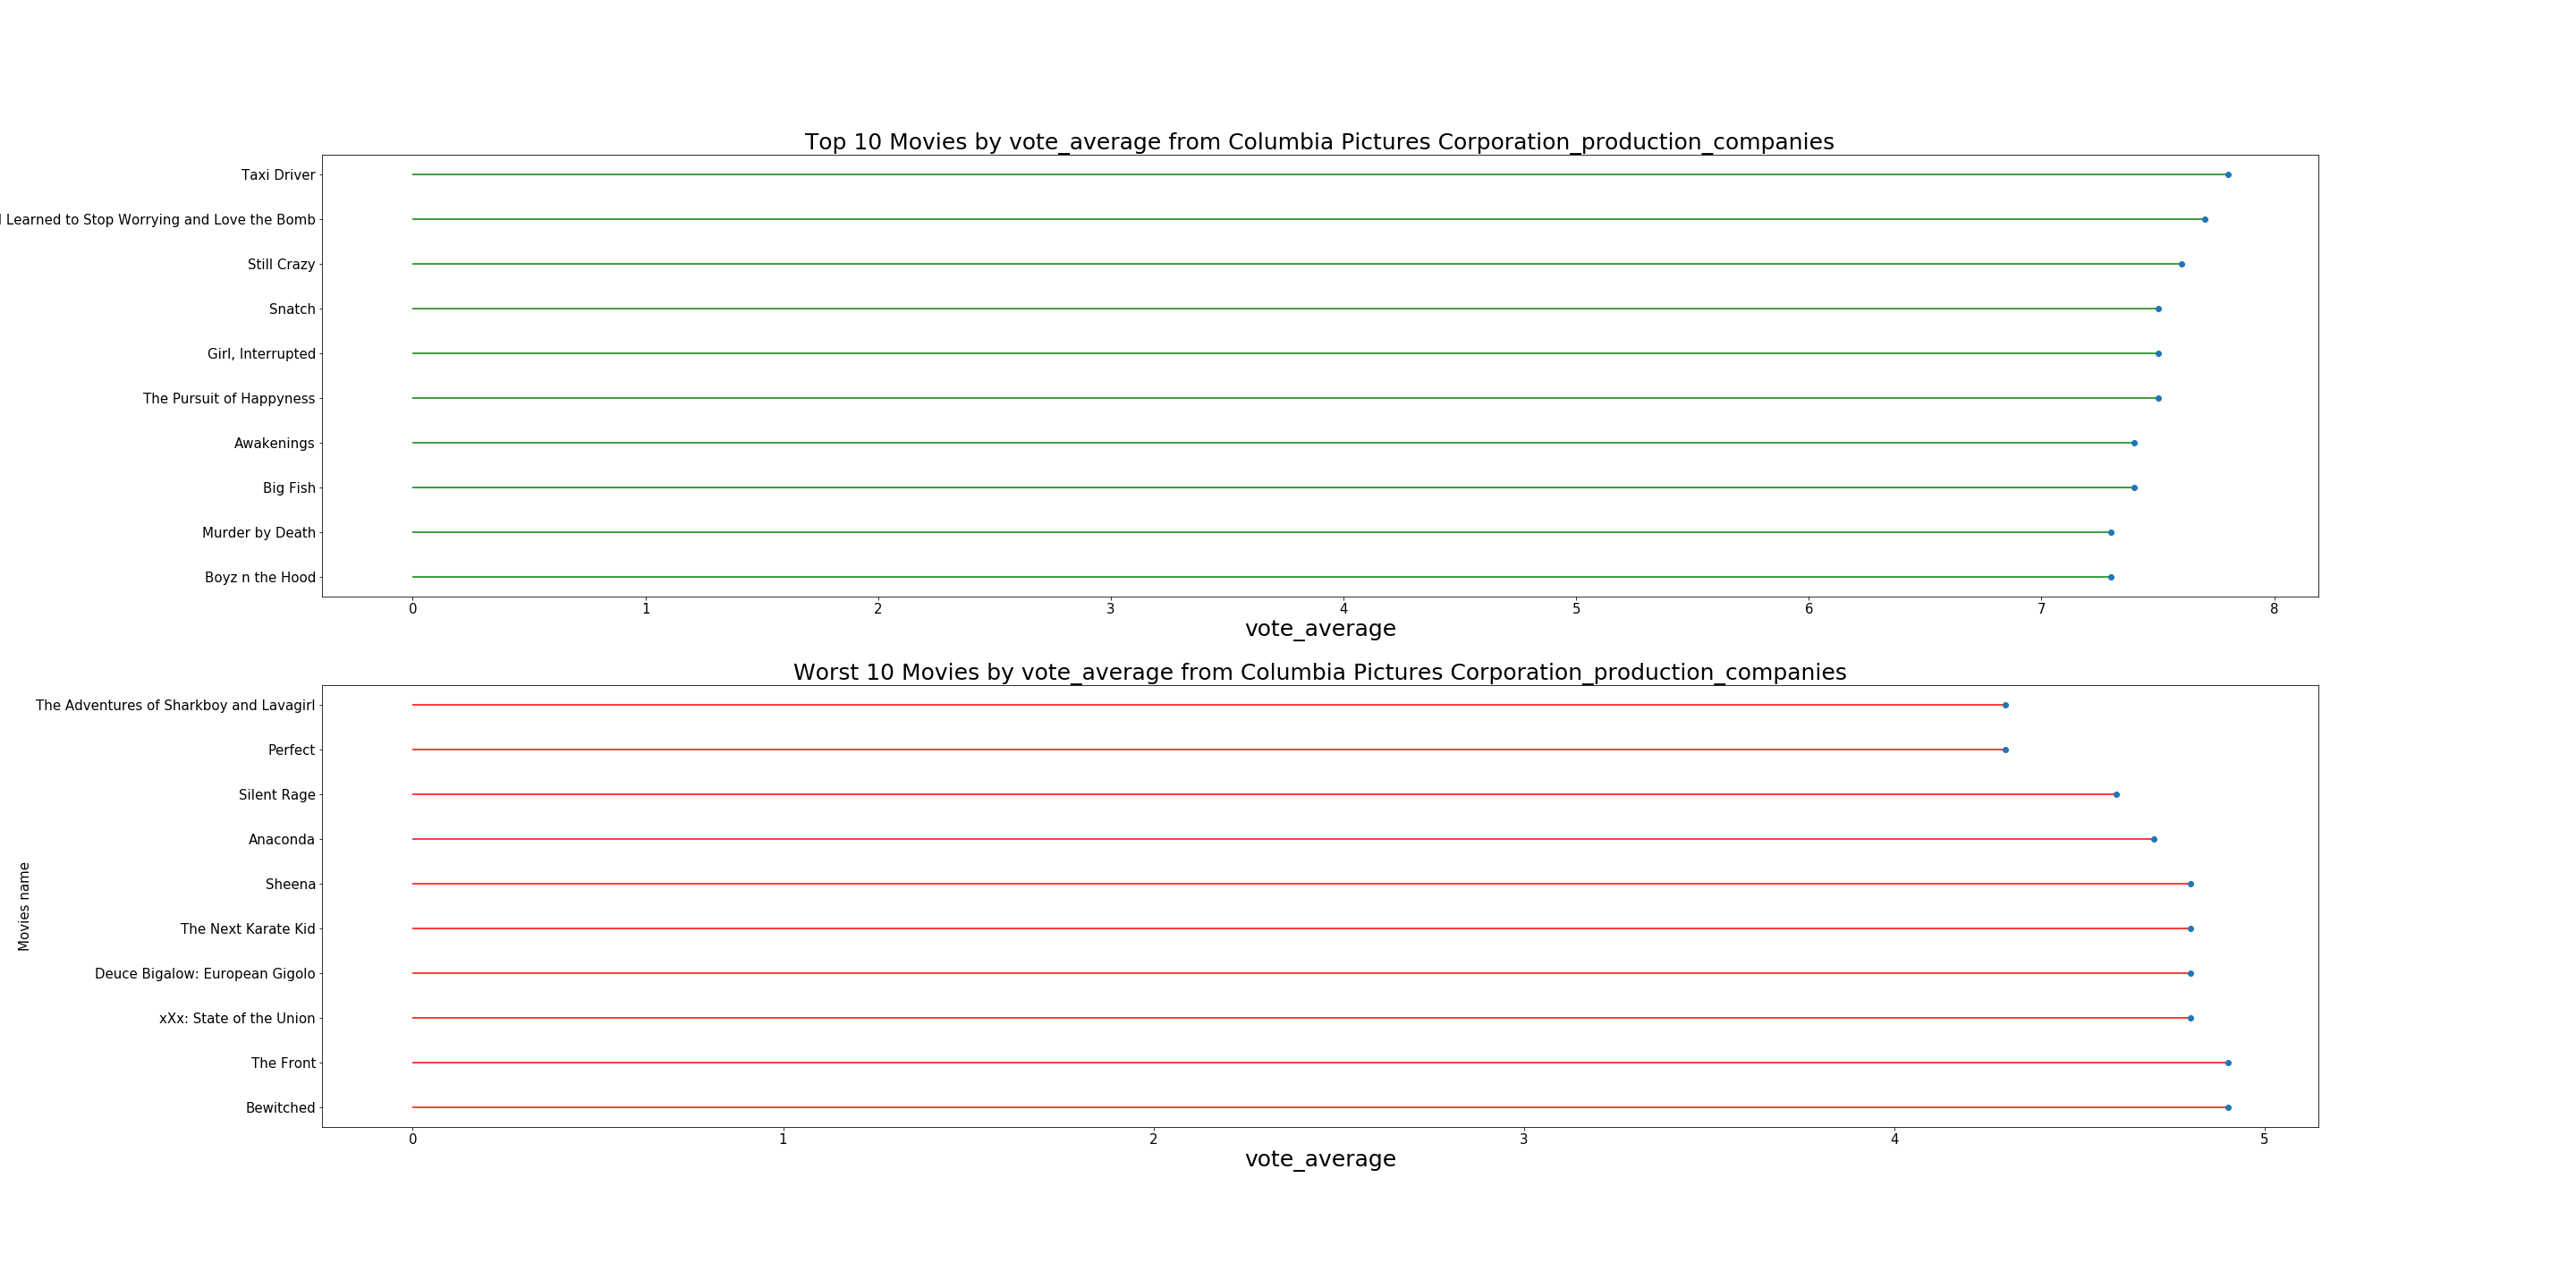 Top 10 Movies by vote_average from Columbia Pictures Corporation_production_companies
Taxi Driver
Learned to Stop Worrying and Love the Bomb
Still Crazy
Snatch
Girl, Interrupted
The Pursuit of Happyness
Awakenings
Big Fish
Murder by Death
Boyz n the Hood
0 1 2 3 4 5 6 7 8
vote_average
Worst 10 Movies by vote_average from Columbia Pictures Corporation_production_companies
Movies name
The Adventures of Sharkboy and Lavagirl
Perfect
Silent Rage
Anaconda
Sheena
The Next Karate Kid
Deuce Bigalow: European Gigolo
xXx: State of the Union
The Front
Bewitched
0 1 2 3 4 5
vote_average